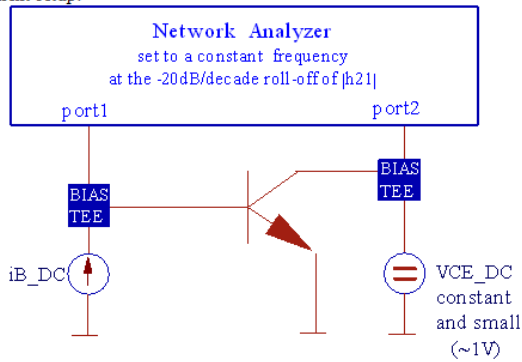 Network Analyzer
set to a constant frequency
at the -20dB/decade roll-off of |h21|
port1
port2
BIAS
TEE
BIAS
TEE
iB_DC
VCE_DC
constant
and small
(~1V)